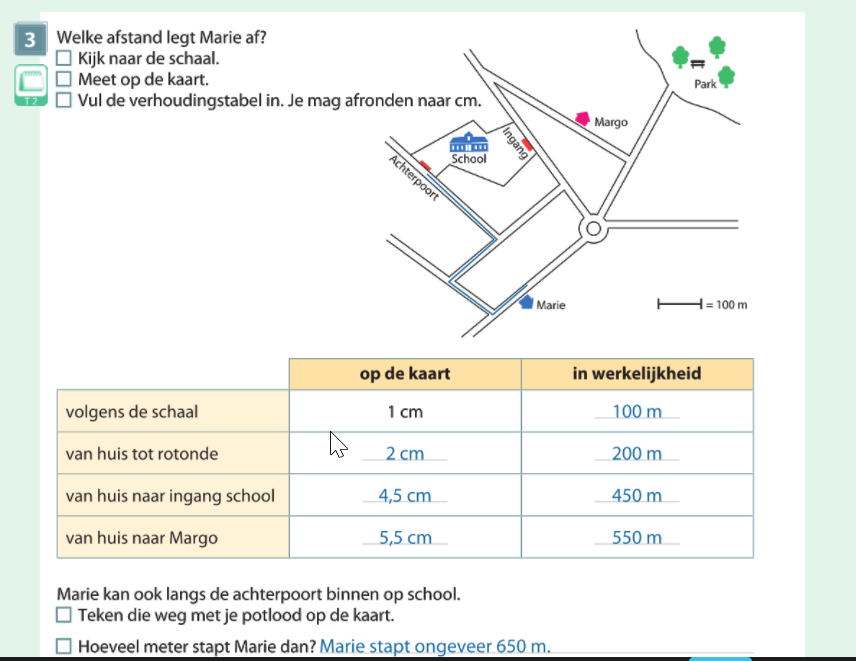 3
Welke afstand legt Marie af?
Kijk naar de schaal.
Meet op de kaart.
T 2
Vul de verhoudingstabel in. Je mag afronden naar cm.
Park
Margo
Ingang
School
Achterpoort
Marie
= 100 m
op de kaart in werkelijkheid
volgens de schaal 1 cm 100 m
van huis tot rotonde 2 cm 200 m
van huis naar ingang school 4,5 cm 450 m
van huis naar Margo 5,5 cm 550 m
Marie kan ook langs de achterpoort binnen op school.
Teken die weg met je potlood op de kaart.
Hoeveel meter stapt Marie dan? Marie stapt ongeveer 650 m.